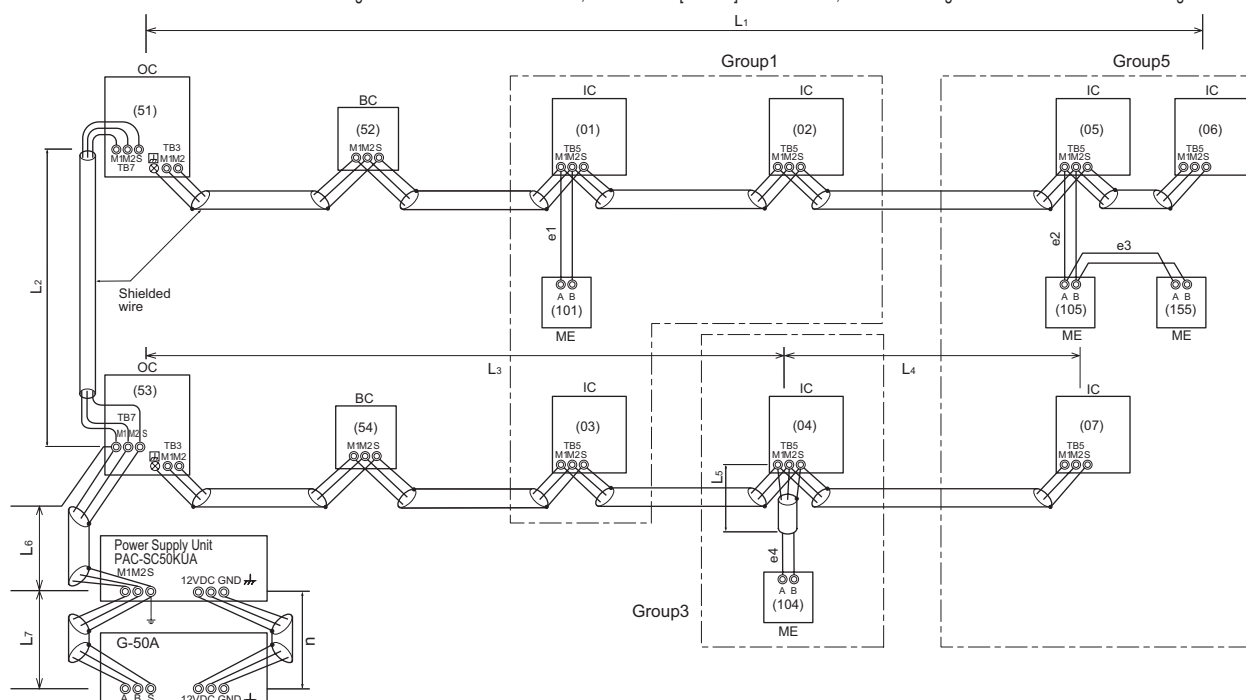 L1
Group1
Group5
OC
(51)
TB3
M1M2S
M1M2
TB7
BC
(52)
M1M2S
IC
(01)
TB5
M1M2S
IC
(02)
TB5
M1M2S
IC
(05)
TB5
M1M2S
IC
(06)
TB5
M1M2S
e1
e2
e3
L2
Shielded
wire
A B
(101)
ME
A B
(105)
ME
A B
(155)
ME
L3
L4
OC
(53)
TB7
M1M2 S
TB3
M1M2
BC
(54)
M1M2S
IC
(03)
TB5
M1M2S
IC
(04)
TB5
M1M2S
IC
(07)
TB5
M1M2S
L5
e4
A B
(104)
ME
Group3
L6
Power Supply Unit
PAC-SC50KUA
M1M2S
12VDC GND
L7
n
G-50A
A B S
12VDC GND